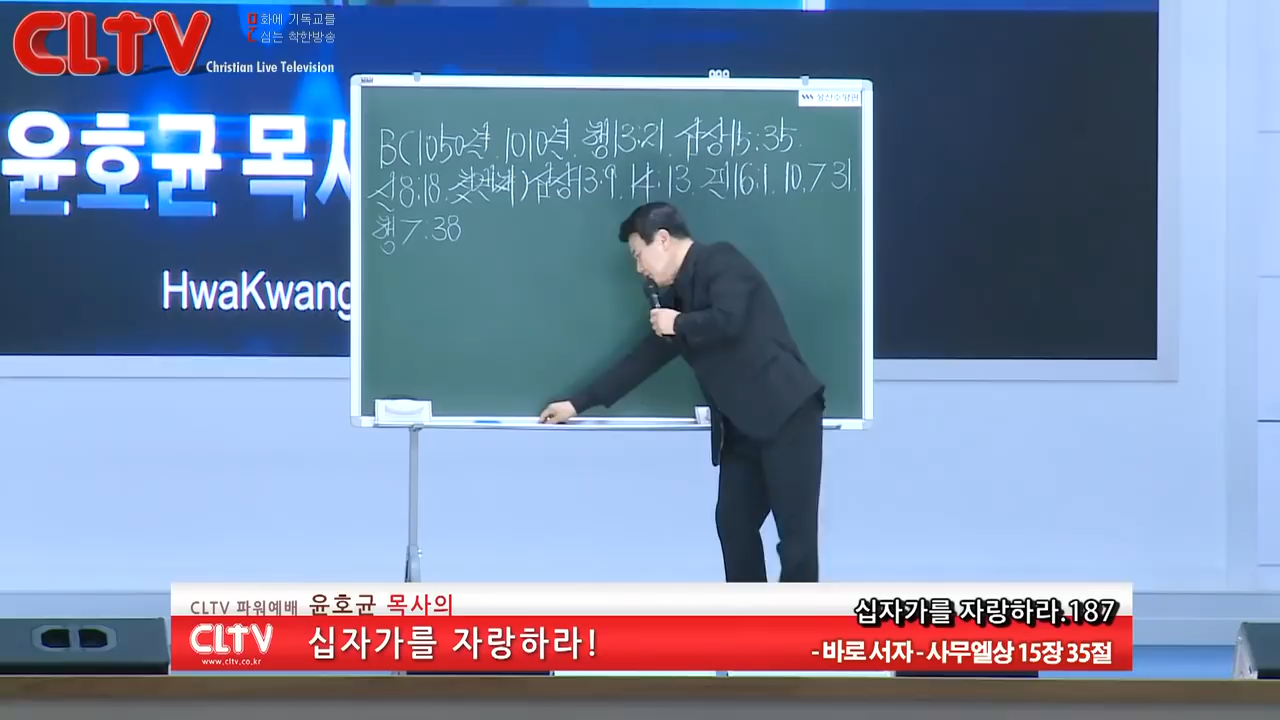 CLTV
화에 기독교를
심는 착한방송
Christian Live Television
윤호균 목사
HwaKwang
BC1050년 1010년 행13:21 삼상15:35
신8:18 삼상13:9 14:13 16:1 10,7 31
행7:38
CLTV 파워예배 윤호균 목사의
십자가를 자랑하라.187
CLTV
www.cltv.co.kr
십자가를 자랑하라!
- 바로 서자 - 사무엘상 15장 35절